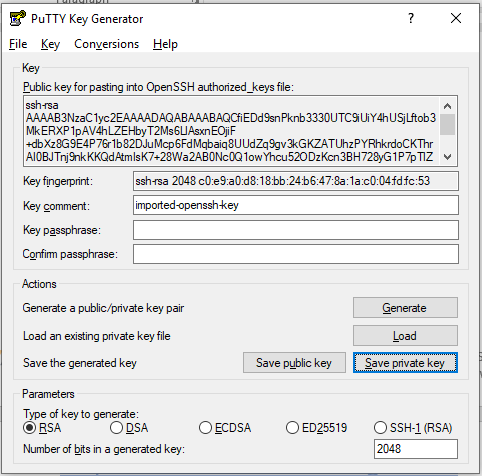 PuTTY Key Generator
File Key Conversions Help
Key
Public key for pasting into OpenSSH authorized_keys file:
ssh-rsa
AAAAB3NzaC1yc2EAAAADAQABAAABAQCfiEDd9snPknb3330UTC9iUiY4hUSjLftob3
MkERXP1pAV4hLZEHbyT2Ms6LIAsxnEOjiF
+dbXz8G9E4P76r1b82DJuMcp6FdMqbaiq8UUdZq9gv3kGKZATUhzPYRhkrdoCKThr
AI0BJTnj9nkKKQdAtmIsK7+28Wa2AB0Nc0Q1owYhcu52ODzKcn3BH728yG1P7pTlZ
Key fingerprint: ssh-rsa 2048 c0:e9:a0:d8:18:bb:24:b6:47:8a:1a:c0:04:fd:fc:53
Key comment: imported-openssh-key
Key passphrase:
Confirm passphrase:
Actions
Generate a public/private key pair Generate
Load an existing private key file Load
Save the generated key Save public key Save private key
Parameters
Type of key to generate:
RSA DSA ECDSA ED25519 SSH-1 (RSA)
Number of bits in a generated key: 2048